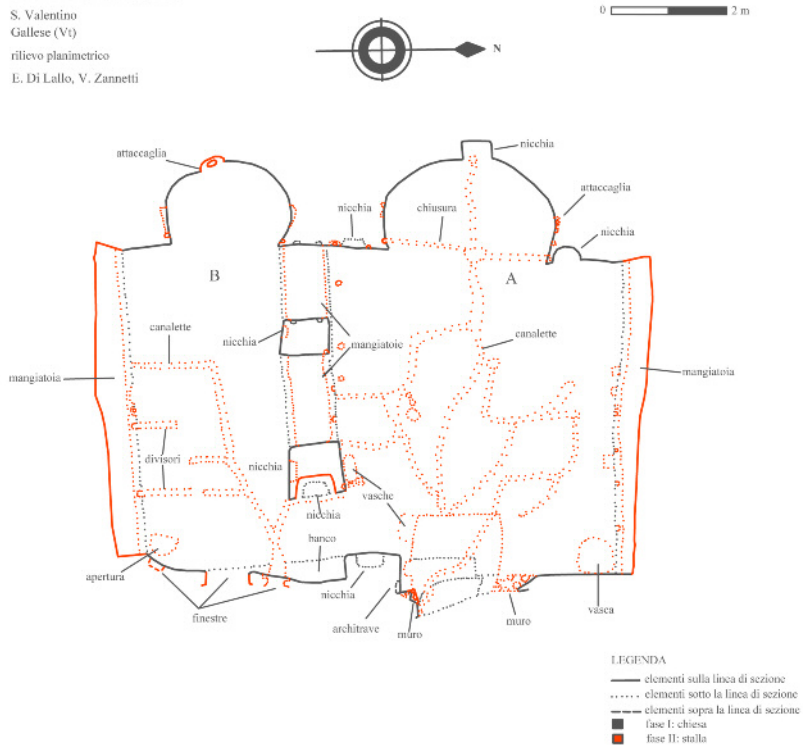 S. Valentino
Gallese (Vt)
rilievo planimetrico
E. Di Lallo, V. Zannetti
0 2 m
N
attaccaglia
nicchia
nicchia
chiusura
attaccaglia
nicchia
B
A
canalette
nicchia
mangiatoie
canalette
mangiatoia
mangiatoia
divisori
nicchia
vasche
nicchia
banco
apertura
nicchia
finestre
architrave
muro
muro
vasca
LEGENDA
elementi sulla linea di sezione
elementi sotto la linea di sezione
elementi sopra la linea di sezione
fase I: chiesa
fase II: stalla